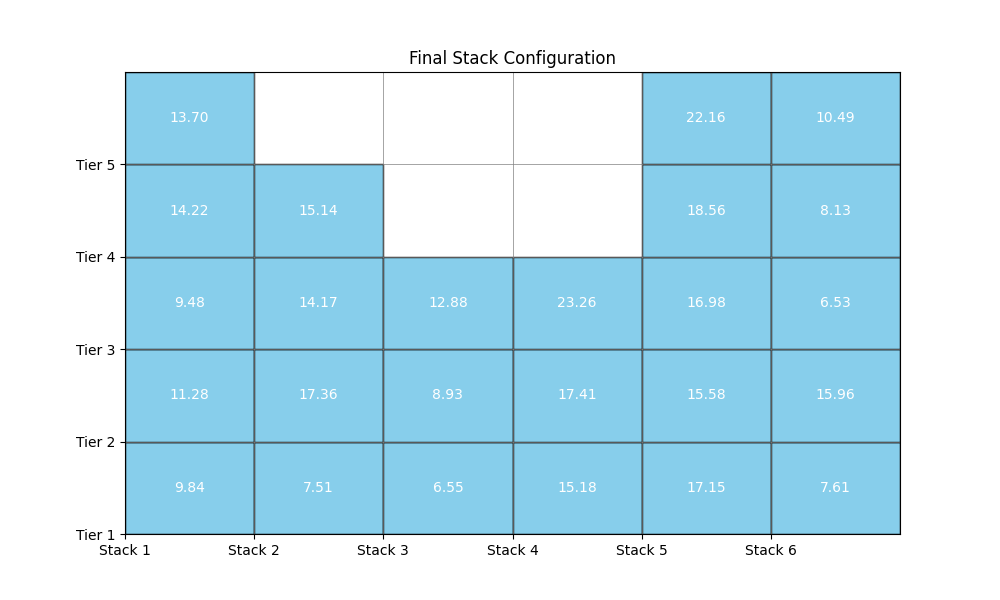 Final Stack Configuration
13.70 22.16 10.49
Tier 5
14.22 15.14 18.56 8.13
Tier 4
9.48 14.17 12.88 23.26 16.98 6.53
Tier 3
11.28 17.36 8.93 17.41 15.58 15.96
Tier 2
9.84 7.51 6.55 15.18 17.15 7.61
Tier 1
Stack 1 Stack 2 Stack 3 Stack 4 Stack 5 Stack 6